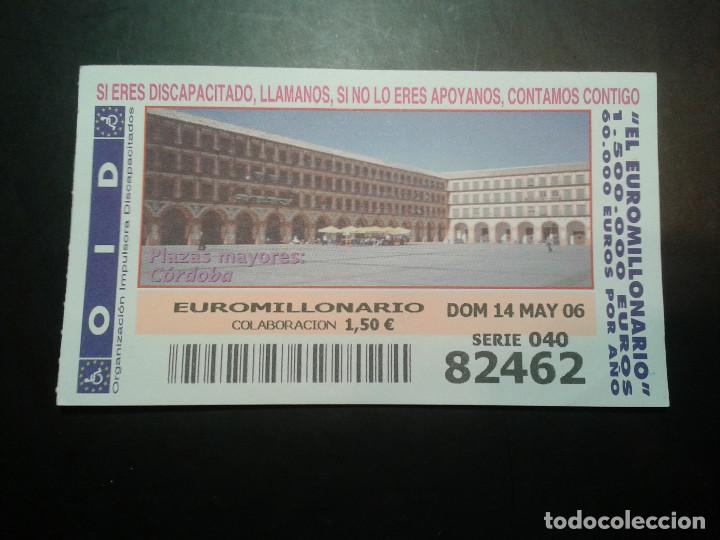 SI ERES DISCAPACITADO, LLAMANOS, SI NO LO ERES APOYANOS, CONTAMOS CONTIGO
OID
Organización Impulsora Discapacitados
Plazas mayores:
Córdoba
EUROMILLONARIO
COLABORACION 1,50 €
DOM 14 MAY 06
SERIE 040
82462
"EL EUROMILLONARIO"
1.500.000 EUROS
60.000 EUROS POR AÑO
todocoleccion.net